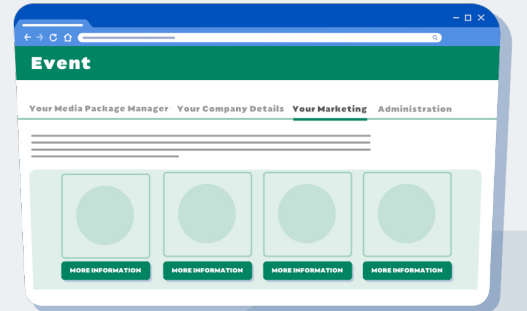 Event
Your Media Package Manager Your Company Details Your Marketing Administration
MORE INFORMATION MORE INFORMATION MORE INFORMATION MORE INFORMATION